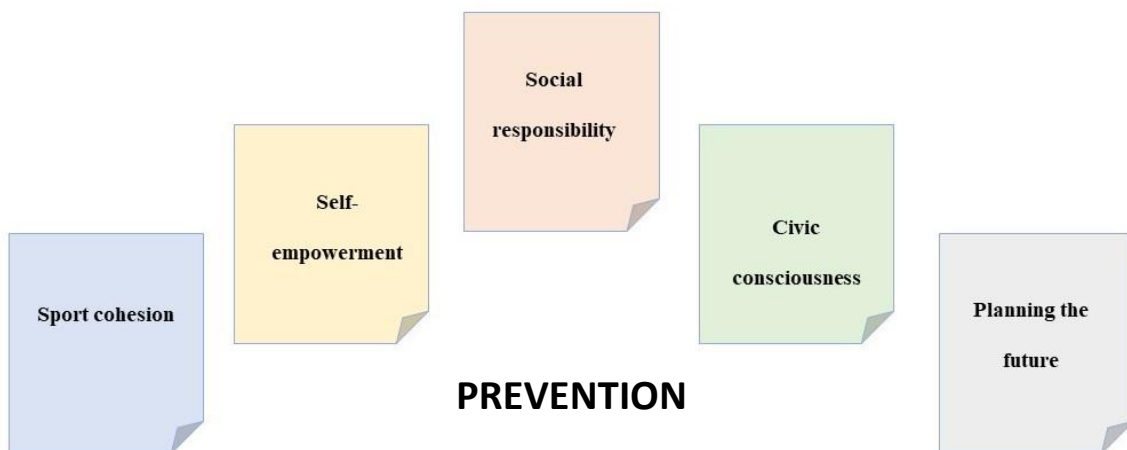 Sport cohesion
Self-
empowerment
Social
responsibility
Civic
consciousness
Planning the
future
PREVENTION